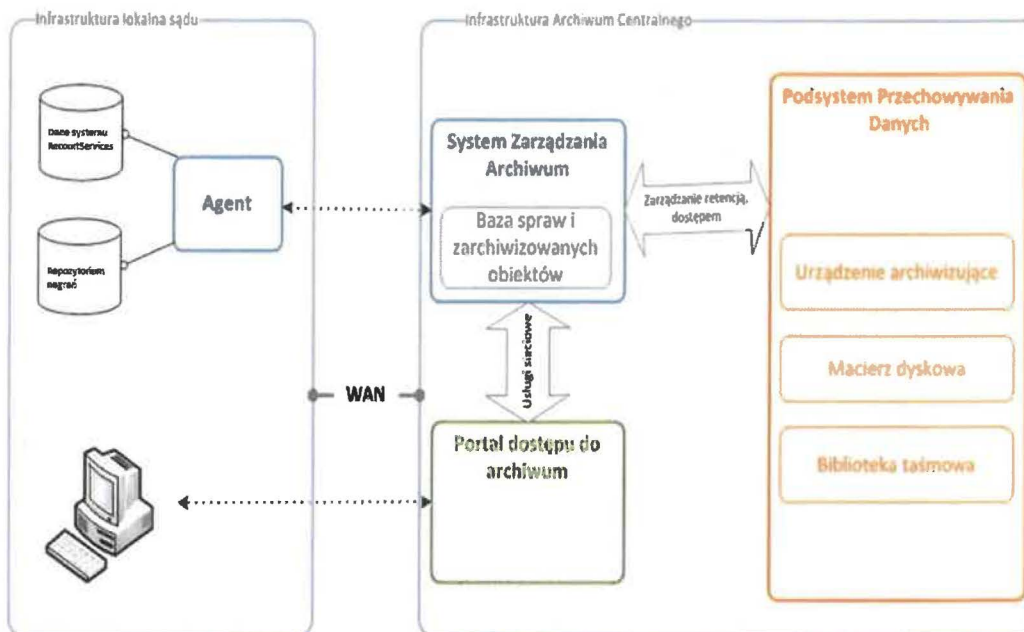 Infrastruktura lokalna sądu
Dane systemu
RecourtServices
Agent
Repozytorium
nagrań
WAN
Infrastruktura Archiwum Centralnego
System Zarządzania
Archiwum
Baza spraw i
zarchiwizowanych
obiektów
Usługi sieciowe
Portal dostępu do
archiwum
Zarządzanie retencją,
dostępem
Podsystem Przechowywania
Danych
Urządzenie archiwizujące
Macierz dyskowa
Biblioteka taśmowa